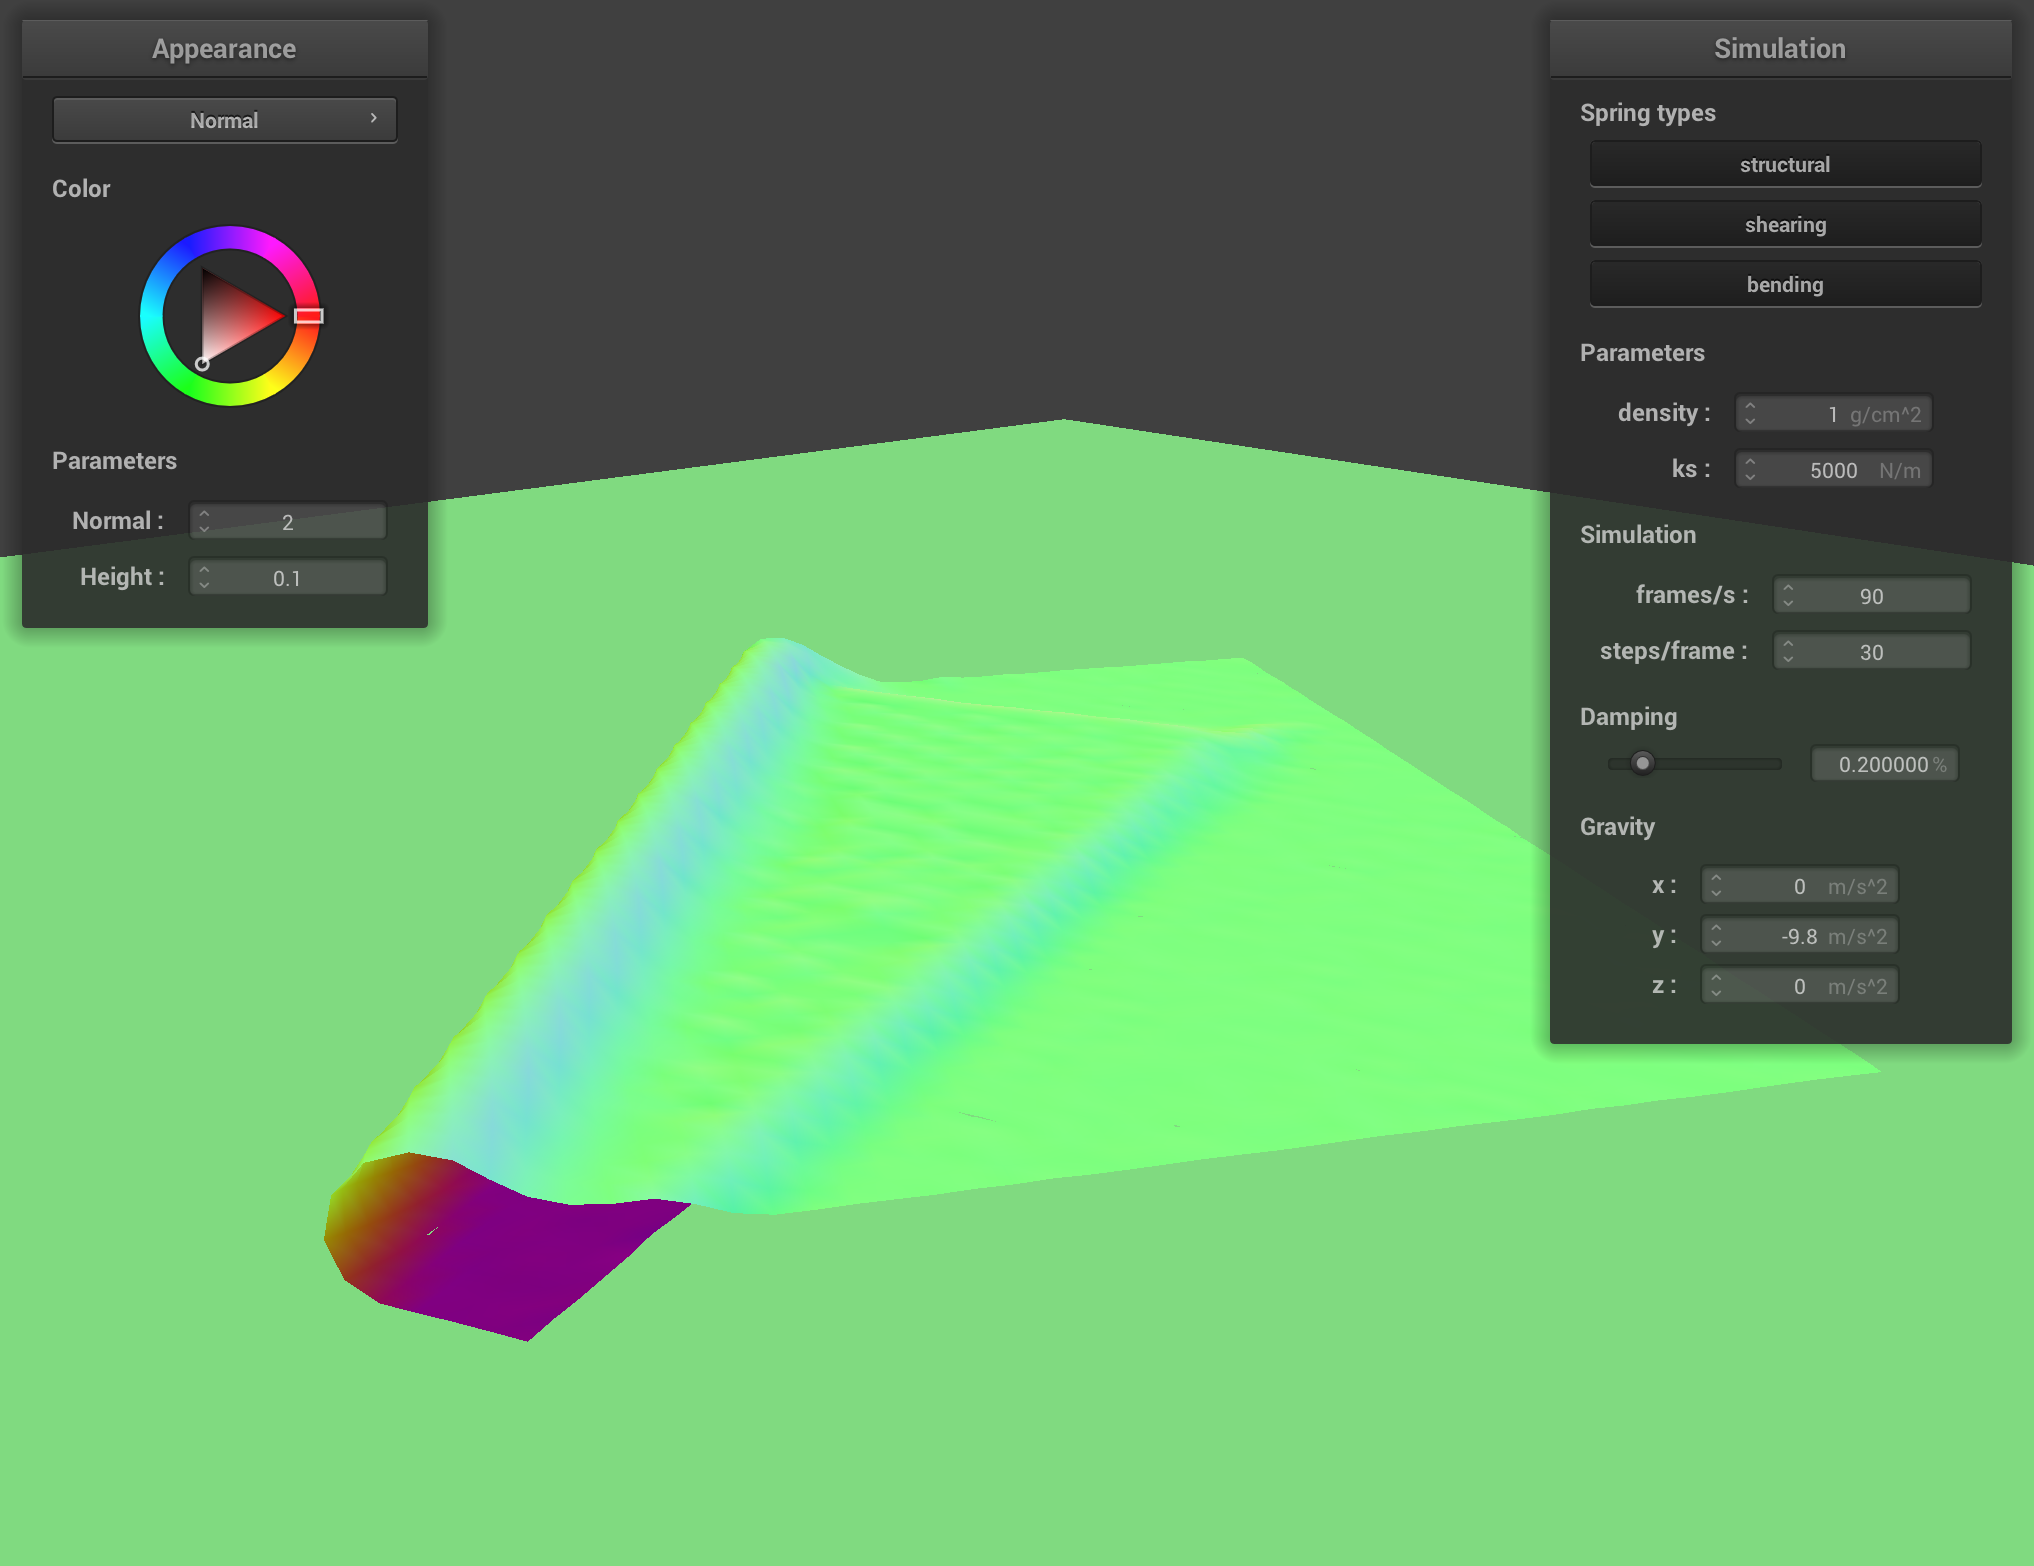 Appearance
Normal
Color
Parameters
Normal : 2
Height : 0.1
Simulation
Spring types
structural
shearing
bending
Parameters
density : 1 g/cm^2
ks : 5000 N/m
Simulation
frames/s : 90
steps/frame : 30
Damping
0.200000 %
Gravity
x : 0 m/s^2
y : -9.8 m/s^2
z : 0 m/s^2